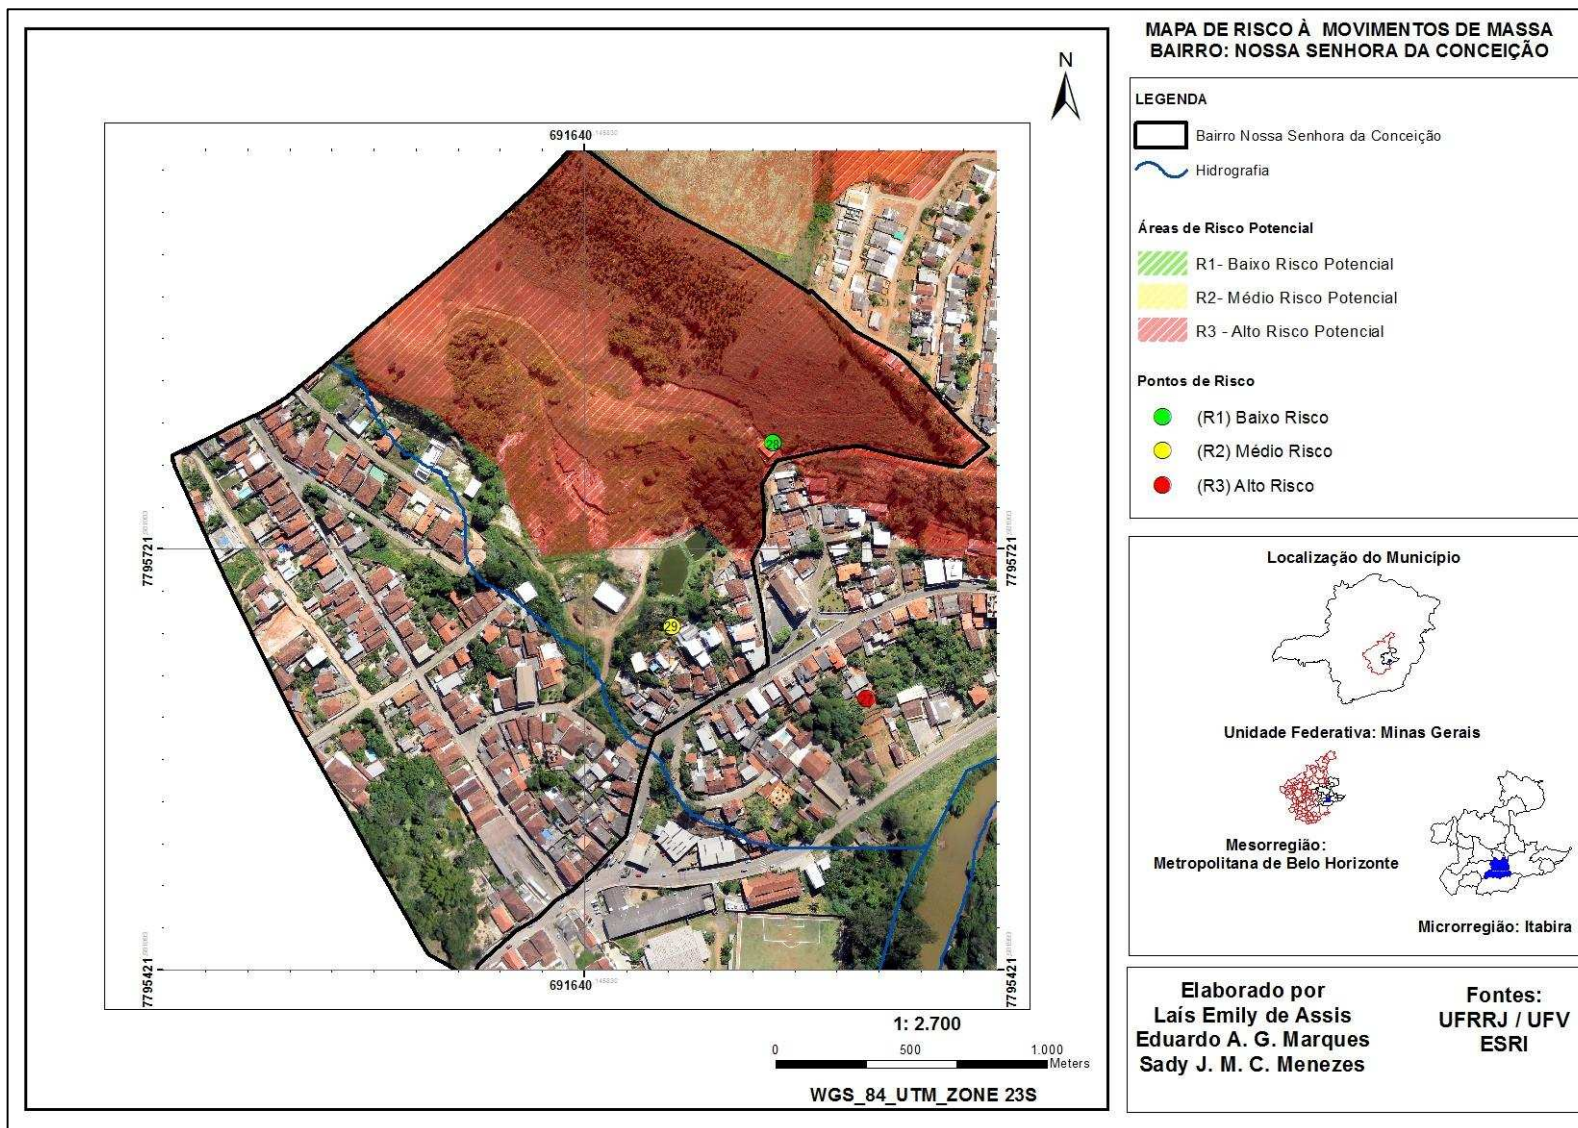 MAPA DE RISCO À MOVIMENTOS DE MASSA
BAIRRO: NOSSA SENHORA DA CONCEIÇÃO
N
691640
7795721
7795721
28
29
7795421
7795421
691640
1: 2.700
0 500 1.000
Meters
WGS_84_UTM_ZONE 23S
LEGENDA
Bairro Nossa Senhora da Conceição
Hidrografia
Áreas de Risco Potencial
R1- Baixo Risco Potencial
R2- Médio Risco Potencial
R3 - Alto Risco Potencial
Pontos de Risco
(R1) Baixo Risco
(R2) Médio Risco
(R3) Alto Risco
Localização do Município
Unidade Federativa: Minas Gerais
Mesorregião:
Metropolitana de Belo Horizonte
Microrregião: Itabira
Elaborado por
Laís Emily de Assis
Eduardo A. G. Marques
Sady J. M. C. Menezes
Fontes:
UFRRJ / UFV
ESRI